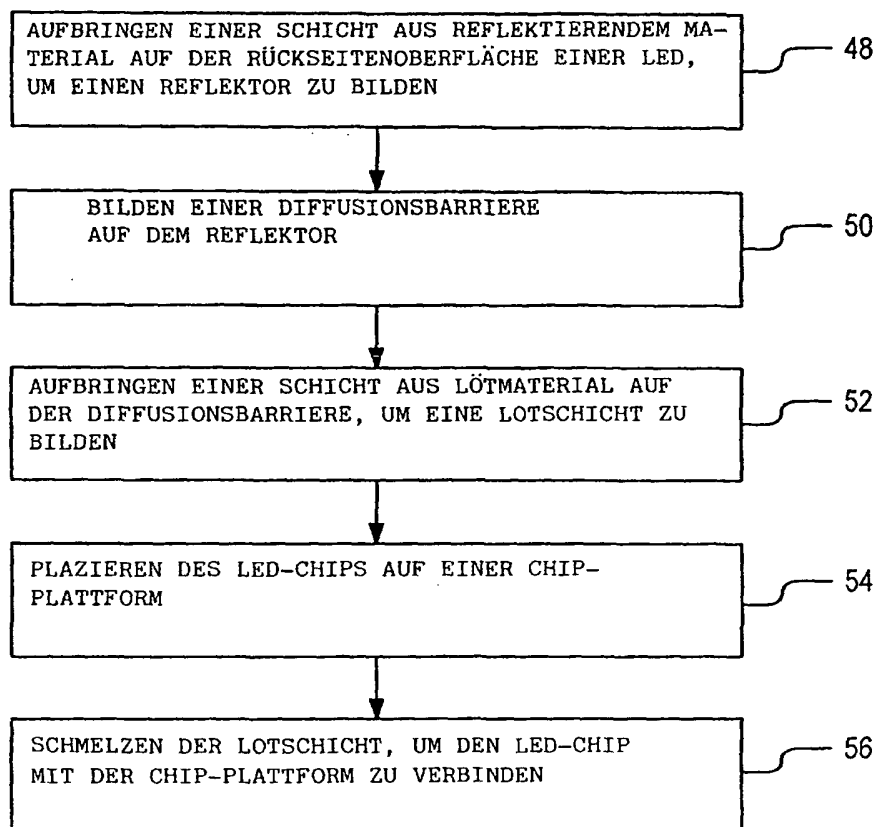 AUFBRINGEN EINER SCHICHT AUS REFLEKTIERENDEM MA-
TERIAL AUF DER RÜCKSEITENOBERFLÄCHE EINER LED,
UM EINEN REFLEKTOR ZU BILDEN
48
BILDEN EINER DIFFUSIONSBARRIERE
AUF DEM REFLEKTOR
50
AUFBRINGEN EINER SCHICHT AUS LÖTMATERIAL AUF
DER DIFFUSIONSBARRIERE, UM EINE LOTSCHICHT ZU
BILDEN
52
PLAZIEREN DES LED-CHIPS AUF EINER CHIP-
PLATTFORM
54
SCHMELZEN DER LOTSCHICHT, UM DEN LED-CHIP
MIT DER CHIP-PLATTFORM ZU VERBINDEN
56